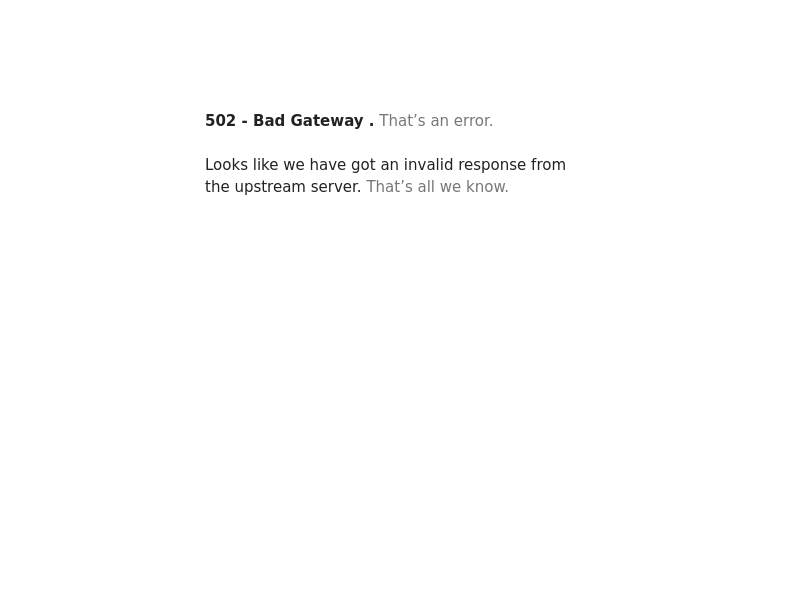 502 - Bad Gateway . That’s an error.
Looks like we have got an invalid response from
the upstream server. That’s all we know.